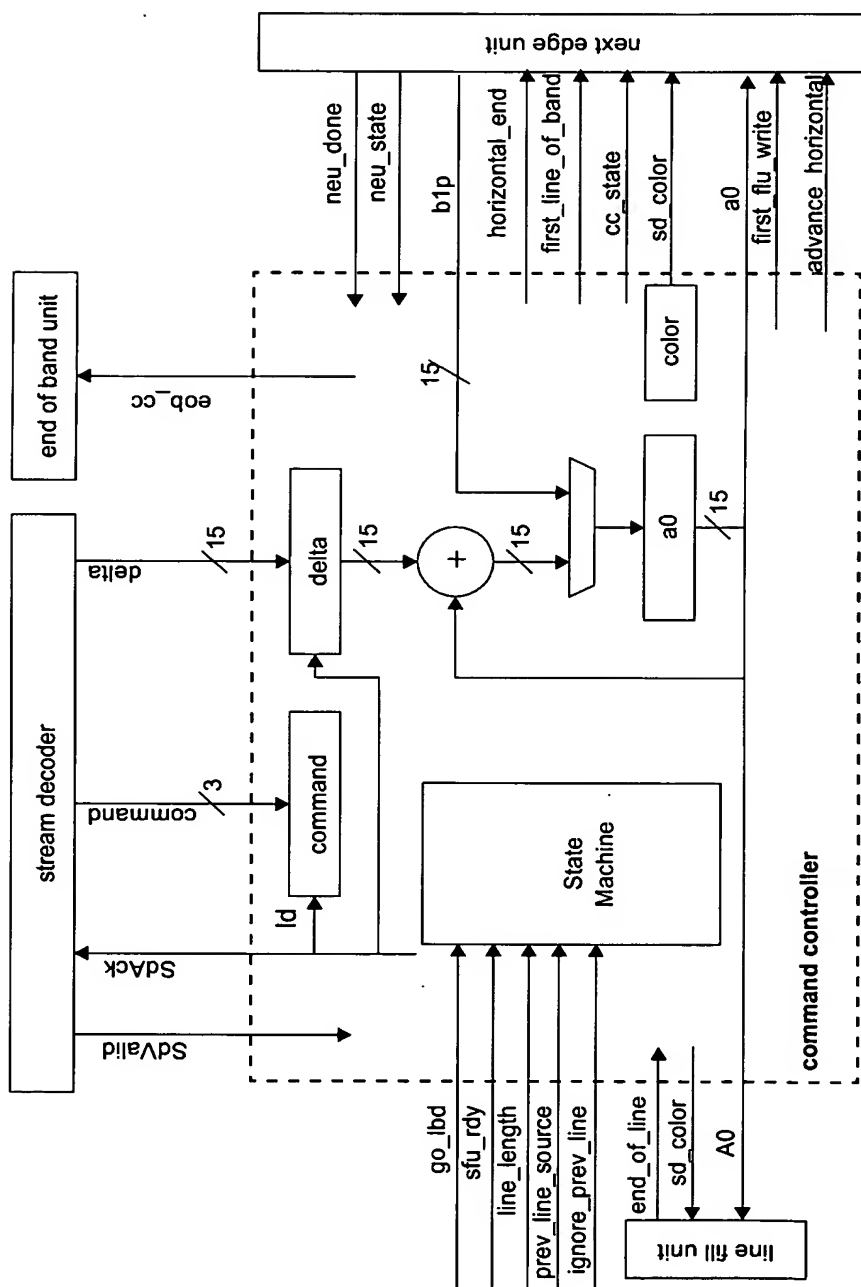 stream decoder
end of band unit
SdValid
SdAck
command
3
delta
15
eob_cc
ld
command
delta
15
+
15
15
a0
15
color
State
Machine
command controller
go_lbd
sfu_rdy
line_length
prev_line_source
ignore_prev_line
end_of_line
sd_color
A0
line fill unit
neu_done
neu_state
b1p
horizontal_end
first_line_of_band
cc_state
sd_color
a0
first_flu_write
advance_horizontal
next edge unit